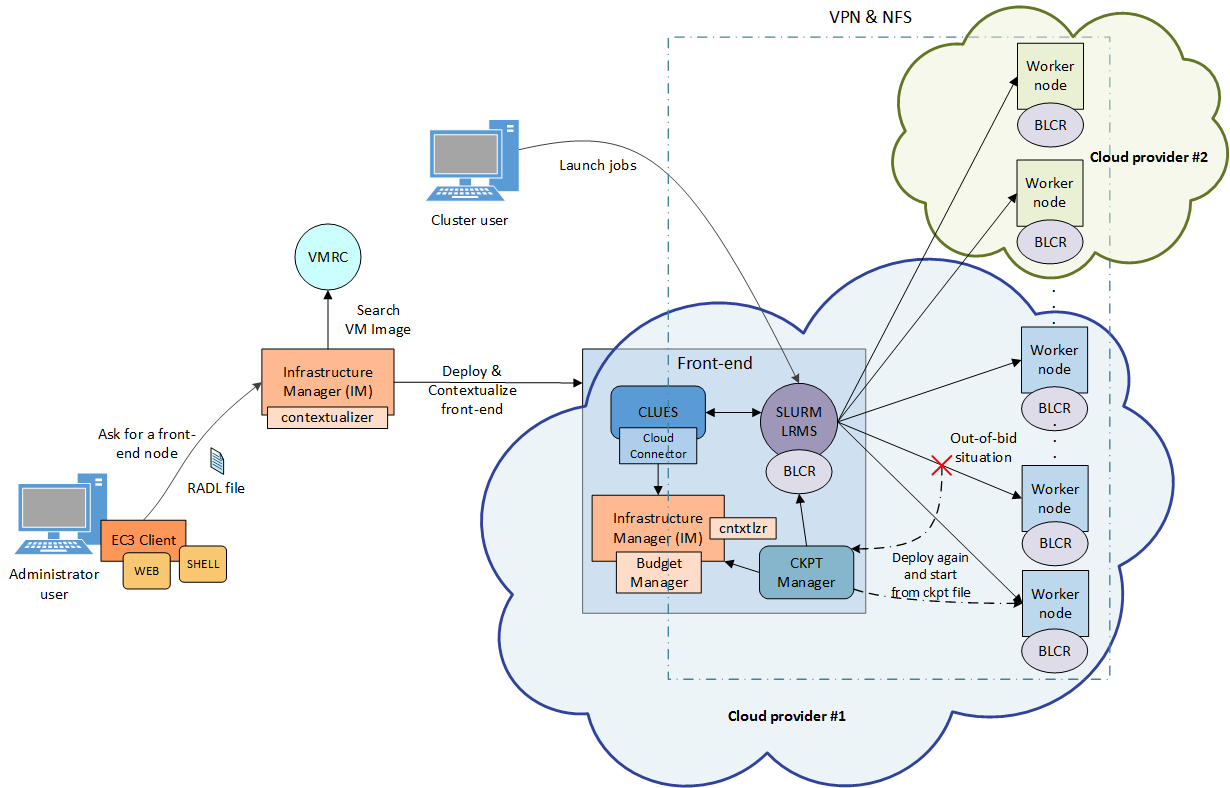 VPN & NFS
Worker
node
BLCR
Cloud provider #2
Worker
node
BLCR
Launch jobs
Cluster user
VMRC
Search
VM Image
Infrastructure
Manager (IM)
contextualizer
Deploy &
Contextualize
front-end
Front-end
CLUES
Cloud
Connector
SLURM
LRMS
BLCR
Worker
node
BLCR
Out-of-bid
situation
Worker
node
BLCR
Ask for a front-
end node
RADL file
EC3 Client
WEB
SHELL
Administrator
user
Infrastructure
Manager (IM)
cntxtlzr
Budget
Manager
CKPT
Manager
Deploy again
and start
from ckpt file
Worker
node
BLCR
Cloud provider #1